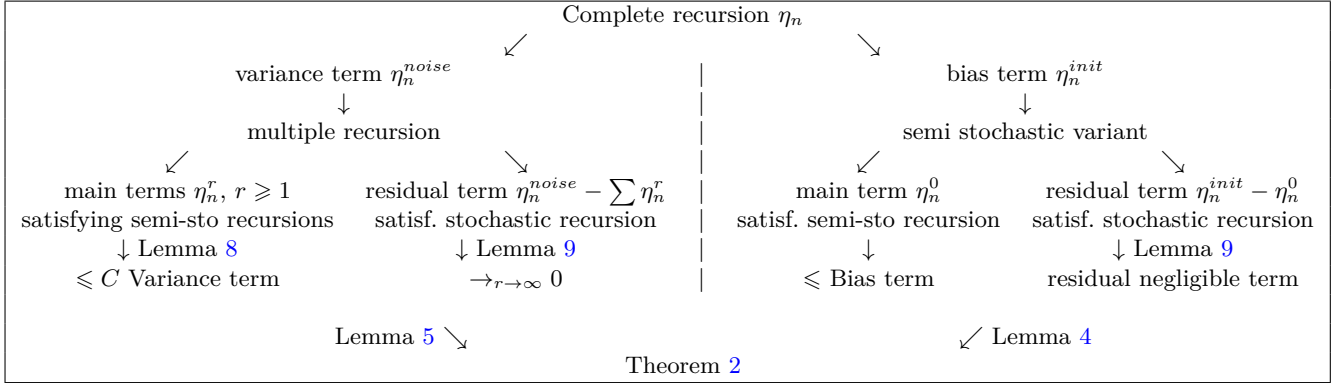 Complete recursion ηₙ
↙ ↘
variance term ηₙⁿᵒⁱˢᵉ | bias term ηₙⁱⁿⁱᵗ
↓ | ↓
multiple recursion | semi stochastic variant
↙ ↘ | ↙ ↘
main terms ηₙʳ, r ⩾ 1 residual term ηₙⁿᵒⁱˢᵉ − ∑ ηₙʳ | main term ηₙ⁰ residual term ηₙⁱⁿⁱᵗ − ηₙ⁰
satisfying semi-sto recursions satisf. stochastic recursion | satisf. semi-sto recursion satisf. stochastic recursion
↓ Lemma 8 ↓ Lemma 9 | ↓ ↓ Lemma 9
⩽ C Variance term →ᵣ→∞ 0 | ⩽ Bias term residual negligible term
Lemma 5 ↘ ↙ Lemma 4
Theorem 2